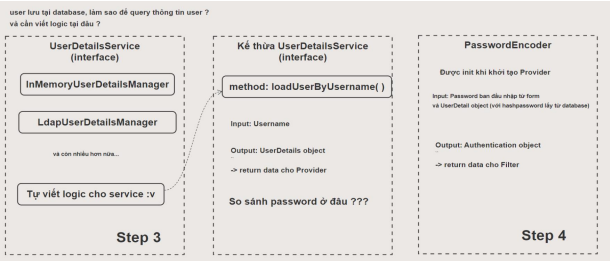 user lưu tại database, làm sao để query thông tin user ?
và cần viết logic tại đâu ?
UserDetailsService
(interface)
InMemoryUserDetailsManager
LdapUserDetailsManager
và còn nhiều hơn nữa...
Tự viết logic cho service :v
Step 3
Kế thừa UserDetailsService
(interface)
method: loadUserByUsername( )
Input: Username
Output: UserDetails object
-> return data cho Provider
So sánh password ở đâu ???
PasswordEncoder
Được init khi khởi tạo Provider
Input: Password ban đầu nhập từ form
và UserDetail object (với hashpassword lấy từ database)
Output: Authentication object
-> return data cho Filter
Step 4